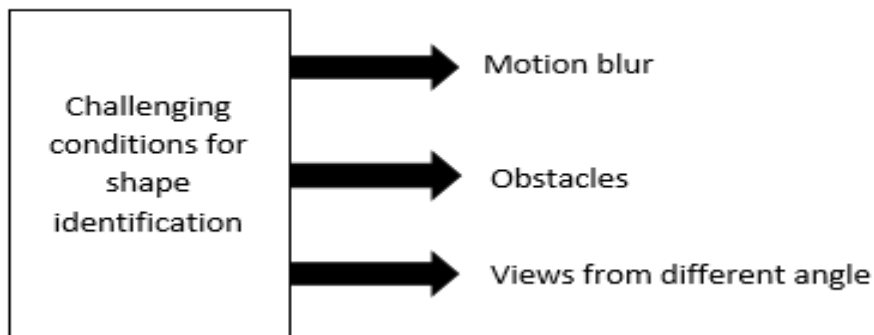 Challenging
conditions for
shape
identification
Motion blur
Obstacles
Views from different angle